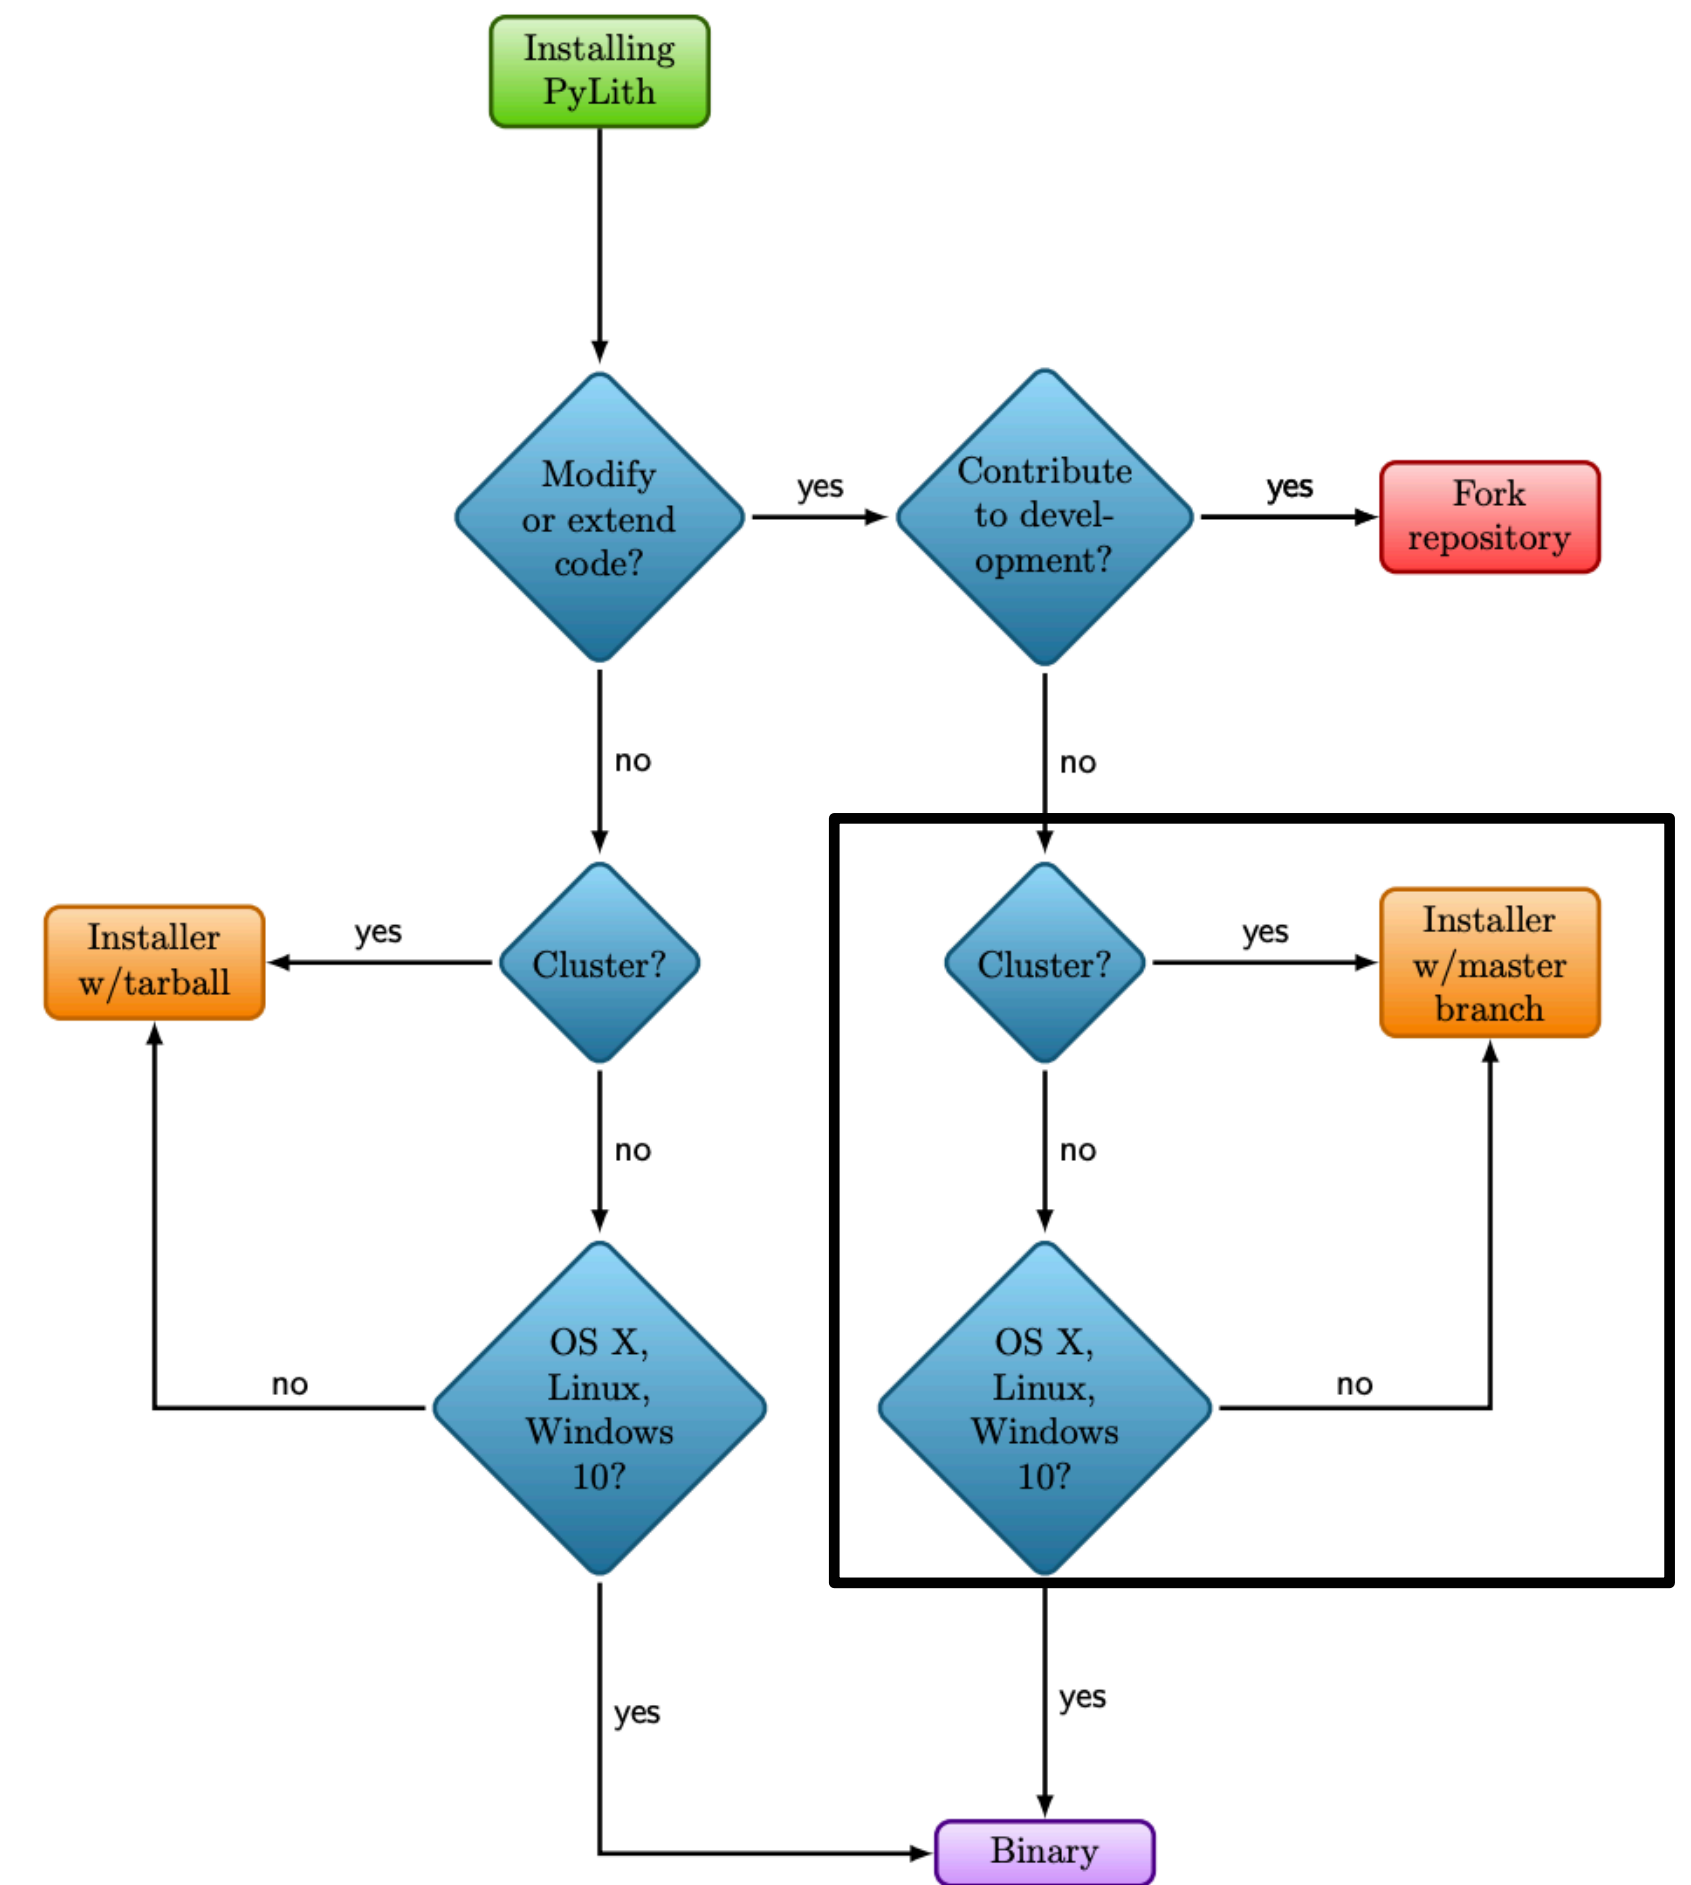 Installing
PyLith
Modify
or extend
code?
yes
Contribute
to devel-
opment?
yes
Fork
repository
no
no
Installer
w/tarball
yes
Cluster?
Cluster?
yes
Installer
w/master
branch
no
no
OS X,
Linux,
Windows
10?
no
OS X,
Linux,
Windows
10?
no
yes
yes
Binary